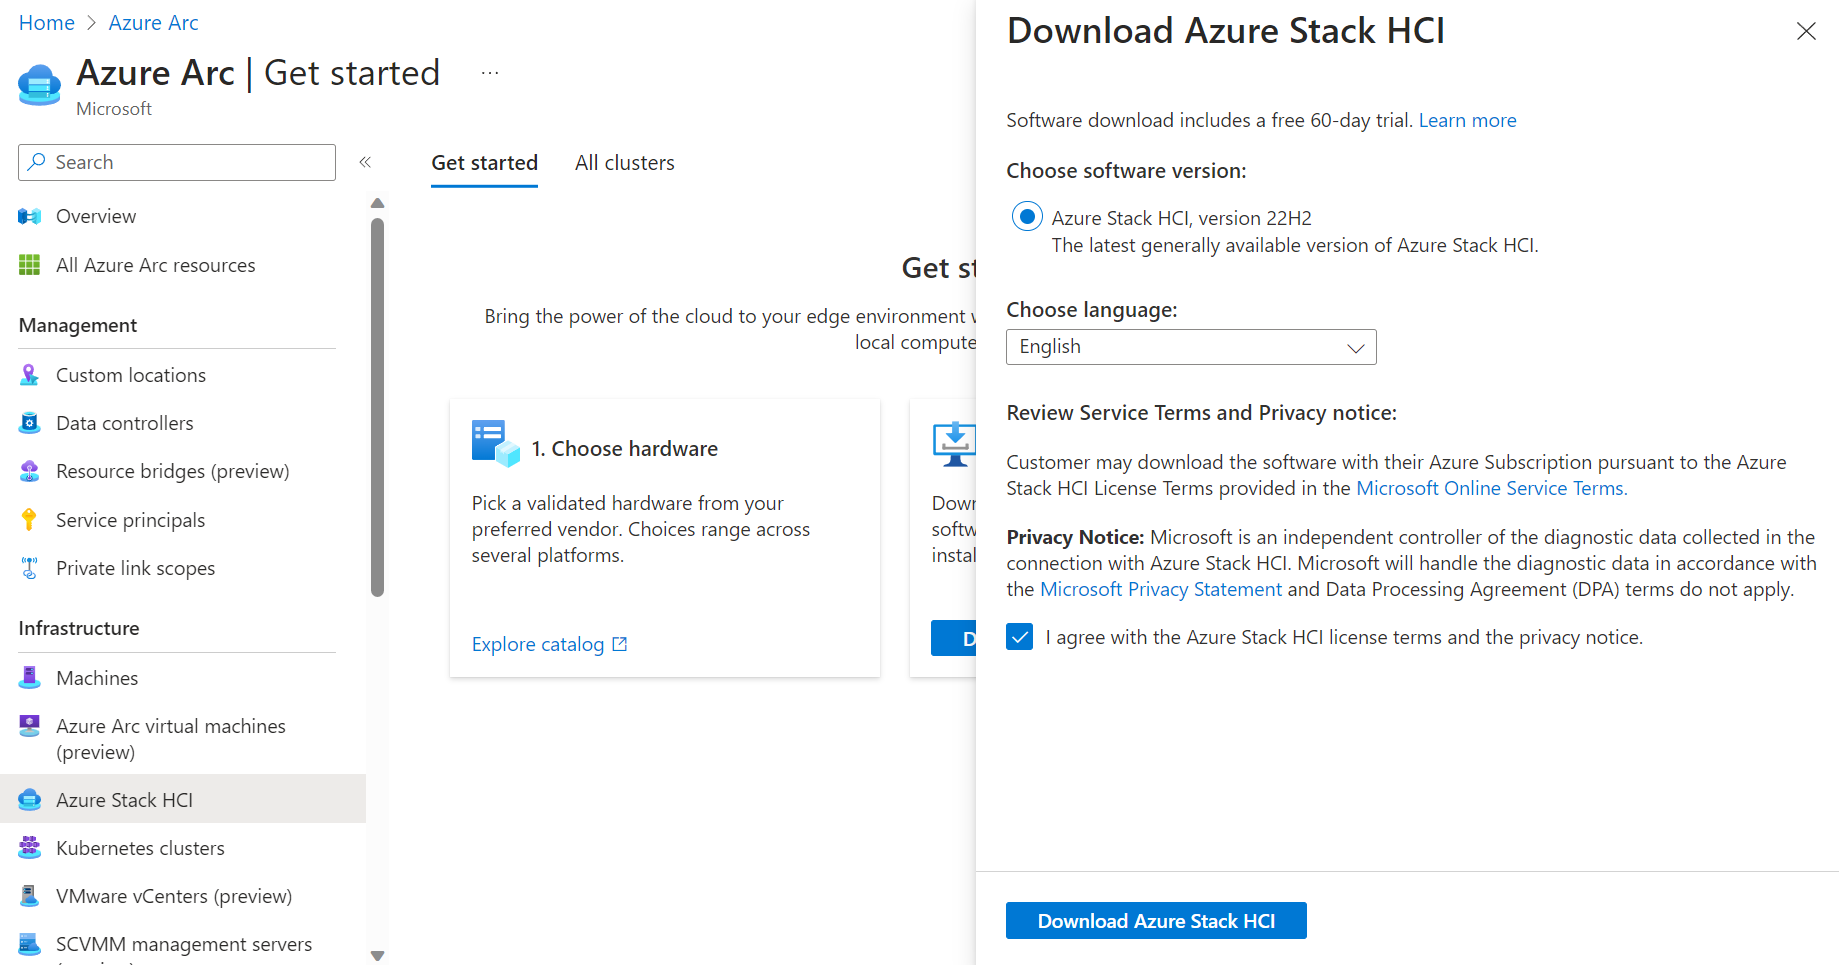 Home > Azure Arc
Azure Arc | Get started ...
Microsoft
Search
«
Overview
All Azure Arc resources
Management
Custom locations
Data controllers
Resource bridges (preview)
Service principals
Private link scopes
Infrastructure
Machines
Azure Arc virtual machines
(preview)
Azure Stack HCI
Kubernetes clusters
VMware vCenters (preview)
SCVMM management servers
Get started
All clusters
Get st
Bring the power of the cloud to your edge environment
local compute
1. Choose hardware
Pick a validated hardware from your
preferred vendor. Choices range across
several platforms.
Explore catalog
Down
softw
instal
D
Download Azure Stack HCI
Software download includes a free 60-day trial. Learn more
Choose software version:
Azure Stack HCI, version 22H2
The latest generally available version of Azure Stack HCI.
Choose language:
English
Review Service Terms and Privacy notice:
Customer may download the software with their Azure Subscription pursuant to the Azure
Stack HCI License Terms provided in the Microsoft Online Service Terms.
Privacy Notice: Microsoft is an independent controller of the diagnostic data collected in the
connection with Azure Stack HCI. Microsoft will handle the diagnostic data in accordance with
the Microsoft Privacy Statement and Data Processing Agreement (DPA) terms do not apply.
I agree with the Azure Stack HCI license terms and the privacy notice.
Download Azure Stack HCI